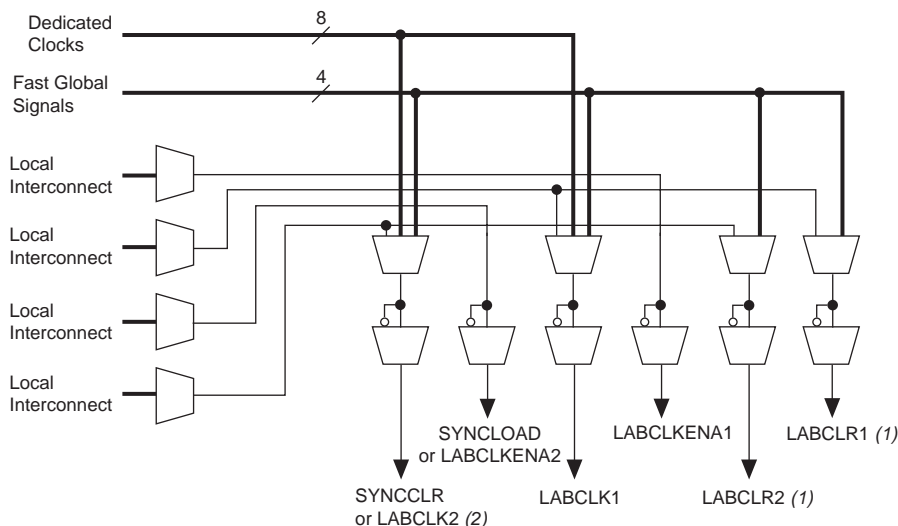 Dedicated
Clocks
8
Fast Global
Signals
4
Local
Interconnect
Local
Interconnect
Local
Interconnect
Local
Interconnect
SYNCLOAD
or LABCLKENA2
LABCLKENA1
LABCLR1 (1)
SYNCCLR
or LABCLK2 (2)
LABCLK1
LABCLR2 (1)